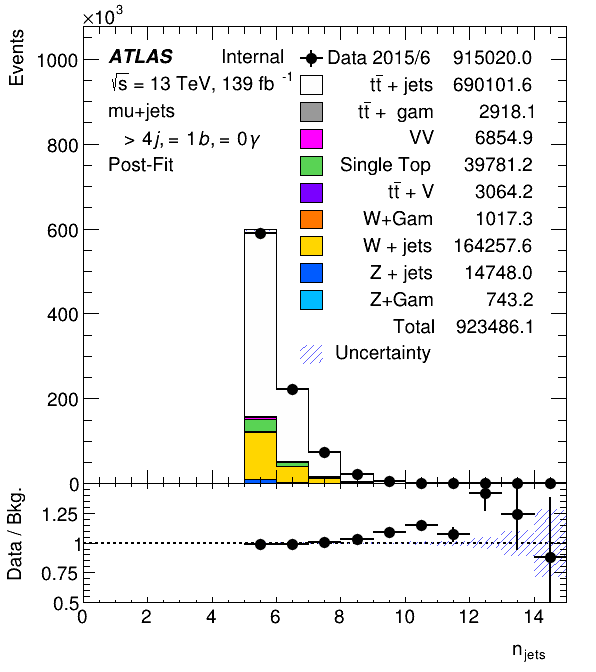 ×10³
Events
1000
800
600
400
200
0
ATLAS Internal
√s = 13 TeV, 139 fb⁻¹
mu+jets
> 4j, = 1b, = 0γ
Post-Fit
Data 2015/6 915020.0
tt̄ + jets 690101.6
tt̄ + gam 2918.1
VV 6854.9
Single Top 39781.2
tt̄ + V 3064.2
W+Gam 1017.3
W + jets 164257.6
Z + jets 14748.0
Z+Gam 743.2
Total 923486.1
Uncertainty
Data / Bkg.
1.25
1
0.75
0.5
0 2 4 6 8 10 12 14
n_jets